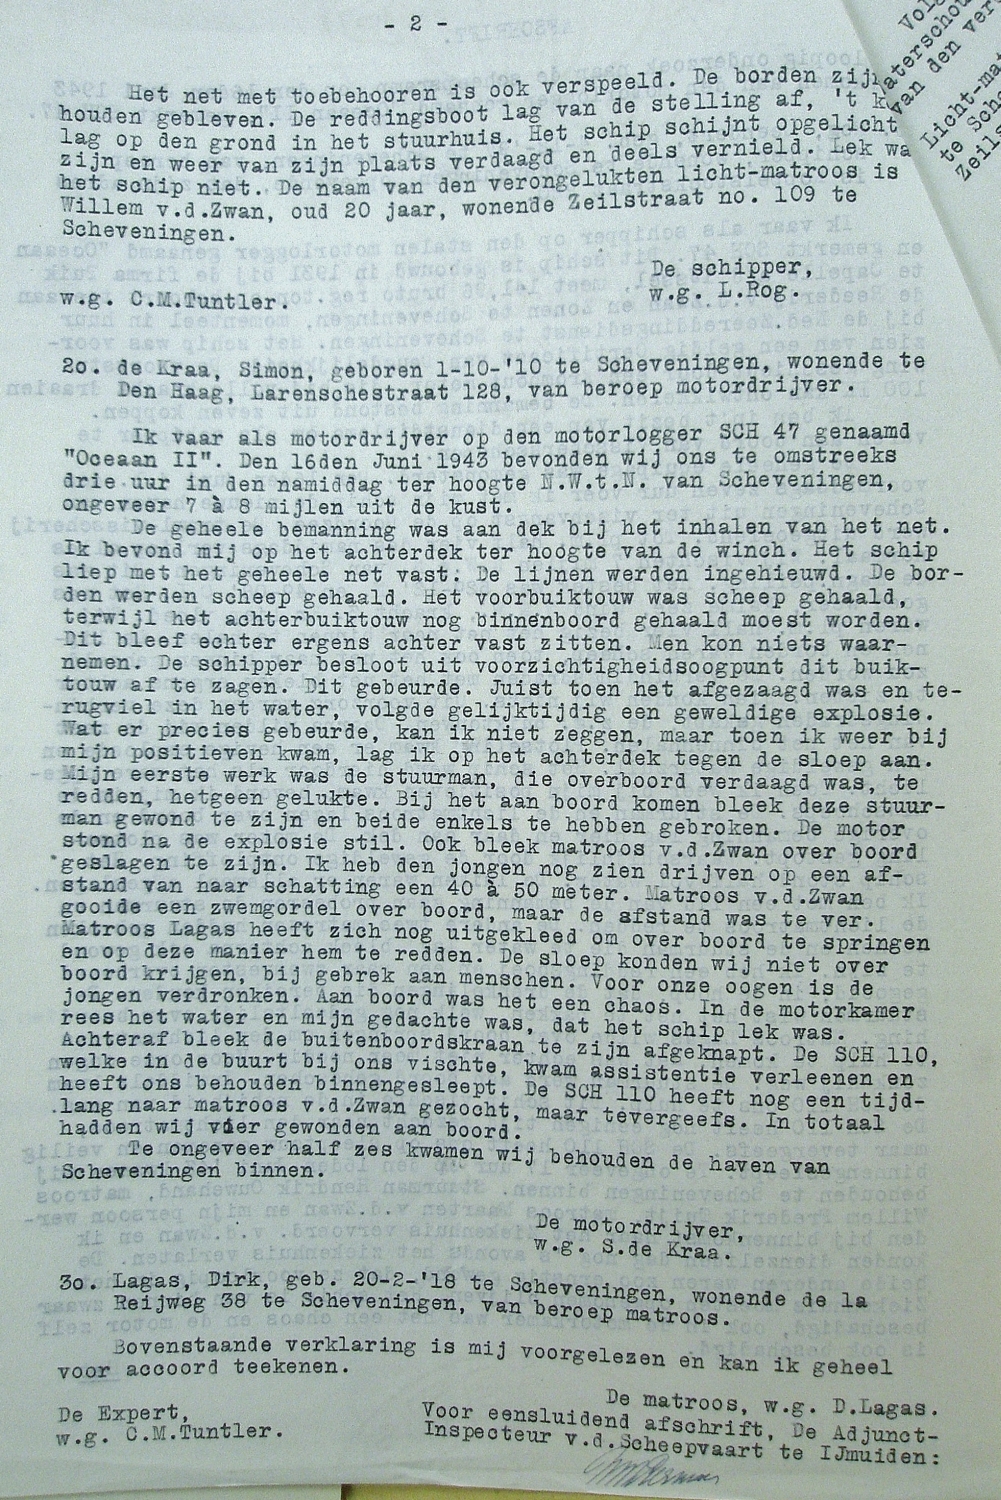 - 2 -
Het net met toebehooren is ook verspeeld. De borden zijn
houden gebleven. De reddingsboot lag van de stelling af, 't k
lag op den grond in het stuurhuis. Het schip schijnt opgelicht
zijn en weer van zijn plaats verdaagd en deels vernield. Lek wa
het schip niet. De naam van den verongelukten licht-matroos is
Willem v.d.Zwan, oud 20 jaar, wonende Zeilstraat no. 109 te
Scheveningen.
De schipper,
w.g. C.M.Tuntler.
w.g. L.Rog.
2o. de Kraa, Simon, geboren 1-10-'10 te Scheveningen, wonende te
Den Haag, Larenschestraat 128, van beroep motordrijver.
Ik vaar als motordrijver op den motorlogger SCH 47 genaamd
"Oceaan II". Den 16den Juni 1943 bevonden wij ons te omstreeks
drie uur in den namiddag ter hoogte N.W.t.N. van Scheveningen,
ongeveer 7 à 8 mijlen uit de kust.
De geheele bemanning was aan dek bij het inhalen van het net.
Ik bevond mij op het achterdek ter hoogte van de winch. Het schip
liep met het geheele net vast. De lijnen werden ingehieuwd. De bor-
den werden scheep gehaald. Het voorbuiktouw was scheep gehaald,
terwijl het achterbuiktouw nog binnenboord gehaald moest worden.
Dit bleef echter ergens achter vast zitten. Men kon niets waar-
nemen. De schipper besloot uit voorzichtigheidsoogpunt dit buik-
touw af te zagen. Dit gebeurde. Juist toen het afgezaagd was en te-
rugviel in het water, volgde gelijktijdig een geweldige explosie.
Wat er precies gebeurde, kan ik niet zeggen, maar toen ik weer bij
mijn positieven kwam, lag ik op het achterdek tegen de sloep aan.
Mijn eerste werk was de stuurman, die overboord verdaagd was, te
redden, hetgeen gelukte. Bij het aan boord komen bleek deze stuur-
man gewond te zijn en beide enkels te hebben gebroken. De motor
stond na de explosie stil. Ook bleek matroos v.d.Zwan over boord
geslagen te zijn. Ik heb den jongen nog zien drijven op een af-
stand van naar schatting een 40 à 50 meter. Matroos v.d.Zwan
gooide een zwemgordel over boord, maar de afstand was te ver.
Matroos Lagas heeft zich nog uitgekleed om over boord te springen
en op deze manier hem te redden. De sloep konden wij niet over
boord krijgen, bij gebrek aan menschen. Voor onze oogen is de
jongen verdronken. Aan boord was het een chaos. In de motorkamer
rees het water en mijn gedachte was, dat het schip lek was.
Achteraf bleek de buitenboordskraan te zijn afgeknapt. De SCH 110,
welke in de buurt bij ons vischte, kwam assistentie verleenen en
heeft ons behouden binnengesleept. De SCH 110 heeft nog een tijd-
lang naar matroos v.d.Zwan gezocht, maar tevergeefs. In totaal
hadden wij vier gewonden aan boord.
Te ongeveer half zes kwamen wij behouden de haven van
Scheveningen binnen.
De motordrijver,
w.g. S.de Kraa.
3o. Lagas, Dirk, geb. 20-2-'18 te Scheveningen, wonende de la
Reijweg 38 te Scheveningen, van beroep matroos.
Bovenstaande verklaring is mij voorgelezen en kan ik geheel
voor accoord teekenen.
De matroos, w.g. D.Lagas.
De Expert,
w.g. C.M.Tuntler.
Voor eensluidend afschrift, De Adjunct-
Inspecteur v.d.Scheepvaart te IJmuiden:
Vol
aterschou
van den ver
Licht-mat
te Sche
Zeils